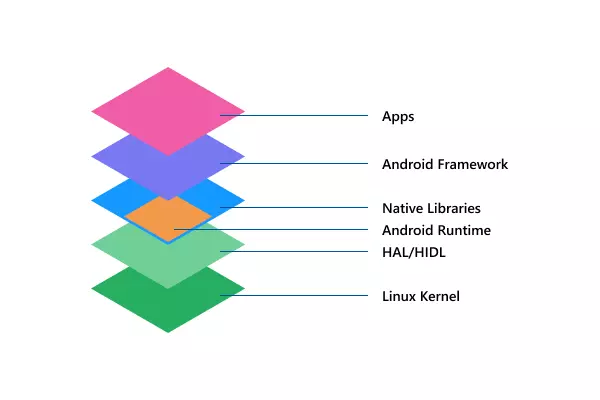 Apps
Android Framework
Native Libraries
Android Runtime
HAL/HIDL
Linux Kernel